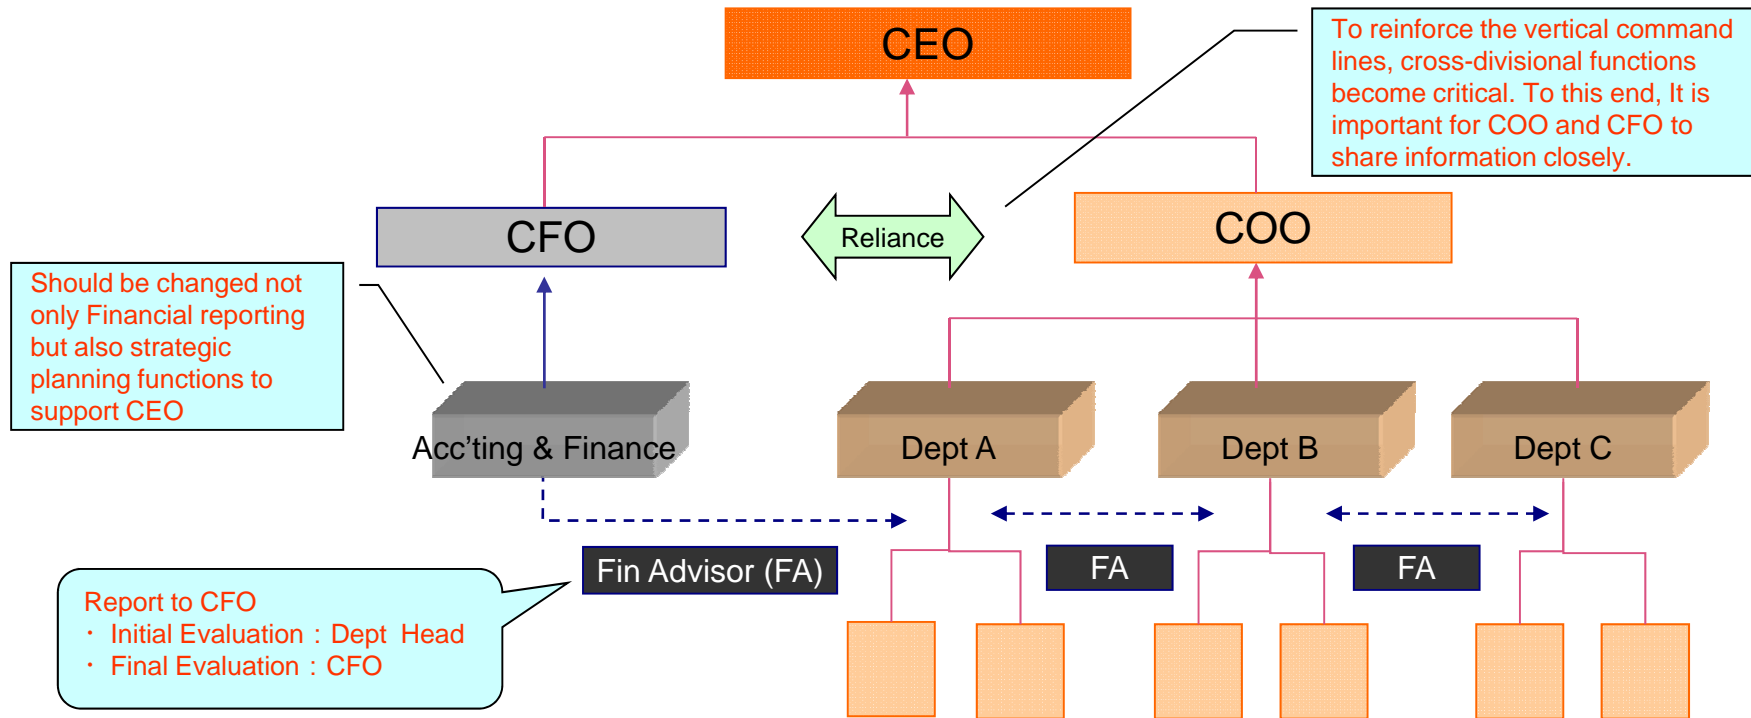 CEO
To reinforce the vertical command
lines, cross-divisional functions
become critical. To this end, It is
important for COO and CFO to
share information closely.
CFO
Reliance
COO
Should be changed not
only Financial reporting
but also strategic
planning functions to
support CEO
Acc'ting & Finance
Dept A
Dept B
Dept C
Fin Advisor (FA)
FA
FA
Report to CFO
・ Initial Evaluation：Dept Head
・ Final Evaluation：CFO